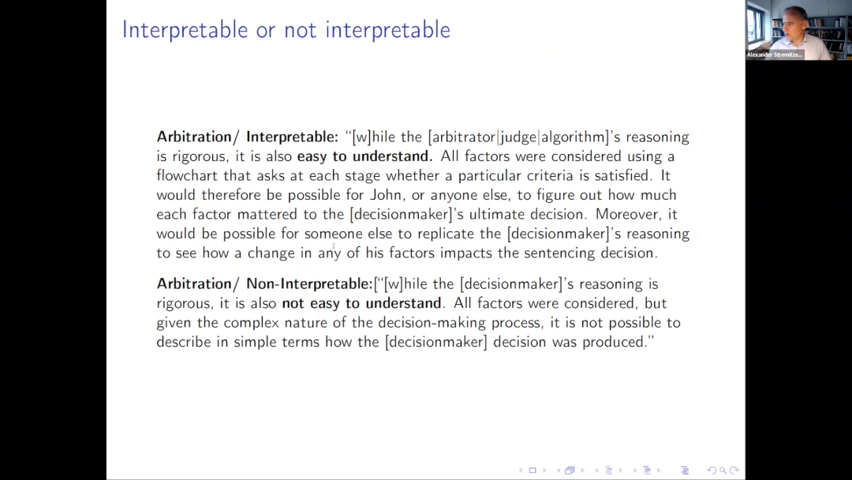 Interpretable or not interpretable
Arbitration/ Interpretable: “[w]hile the [arbitrator|judge|algorithm]’s reasoning
is rigorous, it is also easy to understand. All factors were considered using a
flowchart that asks at each stage whether a particular criteria is satisfied. It
would therefore be possible for John, or anyone else, to figure out how much
each factor mattered to the [decisionmaker]’s ultimate decision. Moreover, it
would be possible for someone else to replicate the [decisionmaker]’s reasoning
to see how a change in any of his factors impacts the sentencing decision.
Arbitration/ Non-Interpretable:[“[w]hile the [decisionmaker]’s reasoning is
rigorous, it is also not easy to understand. All factors were considered, but
given the complex nature of the decision-making process, it is not possible to
describe in simple terms how the [decisionmaker] decision was produced.”
Alexander